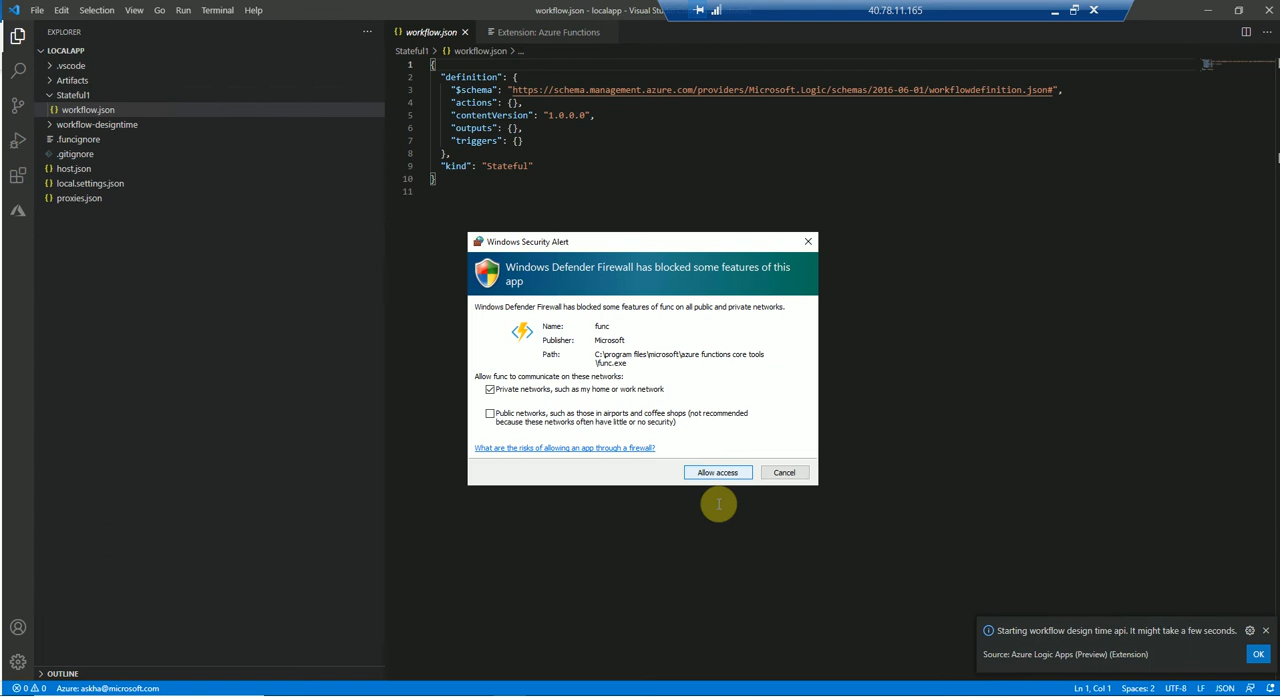 File Edit Selection View Go Run Terminal Help
workflow.json - localapp - Visual Stu
40.78.11.165
EXPLORER
LOCALAPP
.vscode
Artifacts
Stateful1
{} workflow.json
workflow-designtime
.funcignore
.gitignore
{} host.json
{} local.settings.json
{} proxies.json
OUTLINE
{} workflow.json
Extension: Azure Functions
Stateful1 > {} workflow.json > ...
1 {
2 "definition": {
3 "$schema": "https://schema.management.azure.com/providers/Microsoft.Logic/schemas/2016-06-01/workflowdefinition.json#",
4 "actions": {},
5 "contentVersion": "1.0.0.0",
6 "outputs": {},
7 "triggers": {}
8 },
9 "kind": "Stateful"
10 }
11
Windows Security Alert
Windows Defender Firewall has blocked some features of this
app
Windows Defender Firewall has blocked some features of func on all public and private networks.
Name: func
Publisher: Microsoft
Path: C:\program files\microsoft\azure functions core tools
\func.exe
Allow func to communicate on these networks:
Private networks, such as my home or work network
Public networks, such as those in airports and coffee shops (not recommended
because these networks often have little or no security)
What are the risks of allowing an app through a firewall?
Allow access
Cancel
Starting workflow design time api. It might take a few seconds.
Source: Azure Logic Apps (Preview) (Extension)
OK
0 0 Azure: askha@microsoft.com
Ln 1, Col 1 Spaces: 2 UTF-8 LF JSON